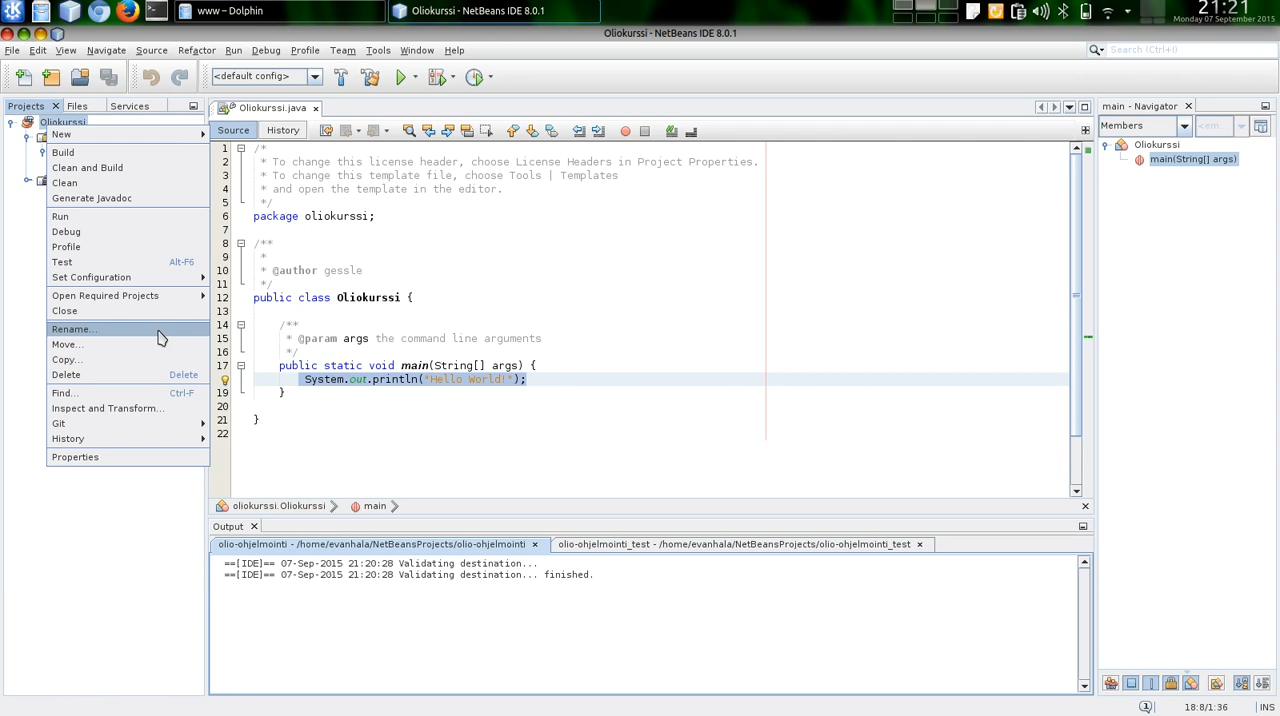 www – Dolphin
Oliokurssi - NetBeans IDE 8.0.1
21:21
Monday 07 September 2015
Oliokurssi - NetBeans IDE 8.0.1
File Edit View Navigate Source Refactor Run Debug Profile Team Tools Window Help
Search (Ctrl+I)
<default config>
Projects Files Services
Oliokurssi
New
Build
Clean and Build
Clean
Generate Javadoc
Run
Debug
Profile
Test Alt-F6
Set Configuration
Open Required Projects
Close
Rename...
Move...
Copy...
Delete Delete
Find... Ctrl-F
Inspect and Transform...
Git
History
Properties
Oliokurssi.java
Source History
1 /*
2 * To change this license header, choose License Headers in Project Properties.
3 * To change this template file, choose Tools | Templates
4 * and open the template in the editor.
5 */
6 package oliokurssi;
7
8 /**
9 *
10 * @author gessle
11 */
12 public class Oliokurssi {
13
14 /**
15 * @param args the command line arguments
16 */
17 public static void main(String[] args) {
System.out.println("Hello World!");
19 }
20
21 }
22
oliokurssi.Oliokurssi main
Output
olio-ohjelmointi - /home/evanhala/NetBeansProjects/olio-ohjelmointi olio-ohjelmointi_test - /home/evanhala/NetBeansProjects/olio-ohjelmointi_test
==[IDE]== 07-Sep-2015 21:20:28 Validating destination...
==[IDE]== 07-Sep-2015 21:20:28 Validating destination... finished.
main - Navigator
Members <em...
Oliokurssi
main(String[] args)
18:8/1:36 INS